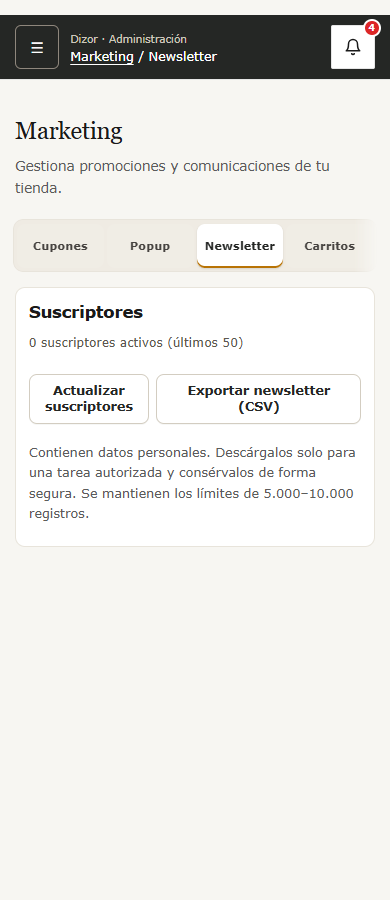 Dizor · Administración
Marketing / Newsletter
4
Marketing
Gestiona promociones y comunicaciones de tu
tienda.
Cupones
Popup
Newsletter
Carritos
Suscriptores
0 suscriptores activos (últimos 50)
Actualizar
suscriptores
Exportar newsletter
(CSV)
Contienen datos personales. Descárgalos solo para
una tarea autorizada y consérvalos de forma
segura. Se mantienen los límites de 5.000–10.000
registros.